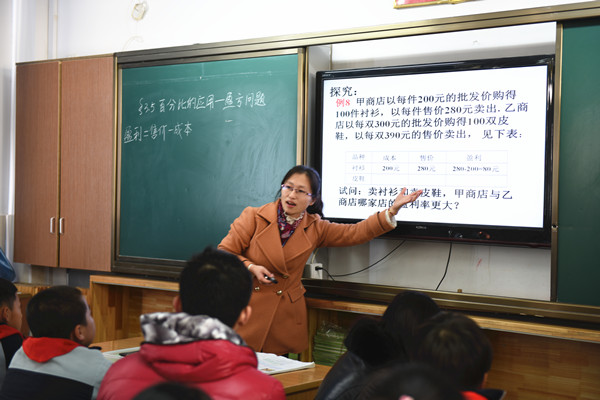 §3.5 百分比的应用—盈亏问题
盈利=售价-成本
探究：
例8 甲商店以每件200元的批发价购得
100件衬衫，以每件售价280元卖出.乙商
店以每双300元的批发价购得100双皮
鞋，以每双390元的售价卖出， 见下表：
品种 成本 售价 盈利
衬衫 200元 280元 280-200=80元
皮鞋
试问：卖衬衫和卖皮鞋，甲商店与乙
商店哪家店的盈利率更大？